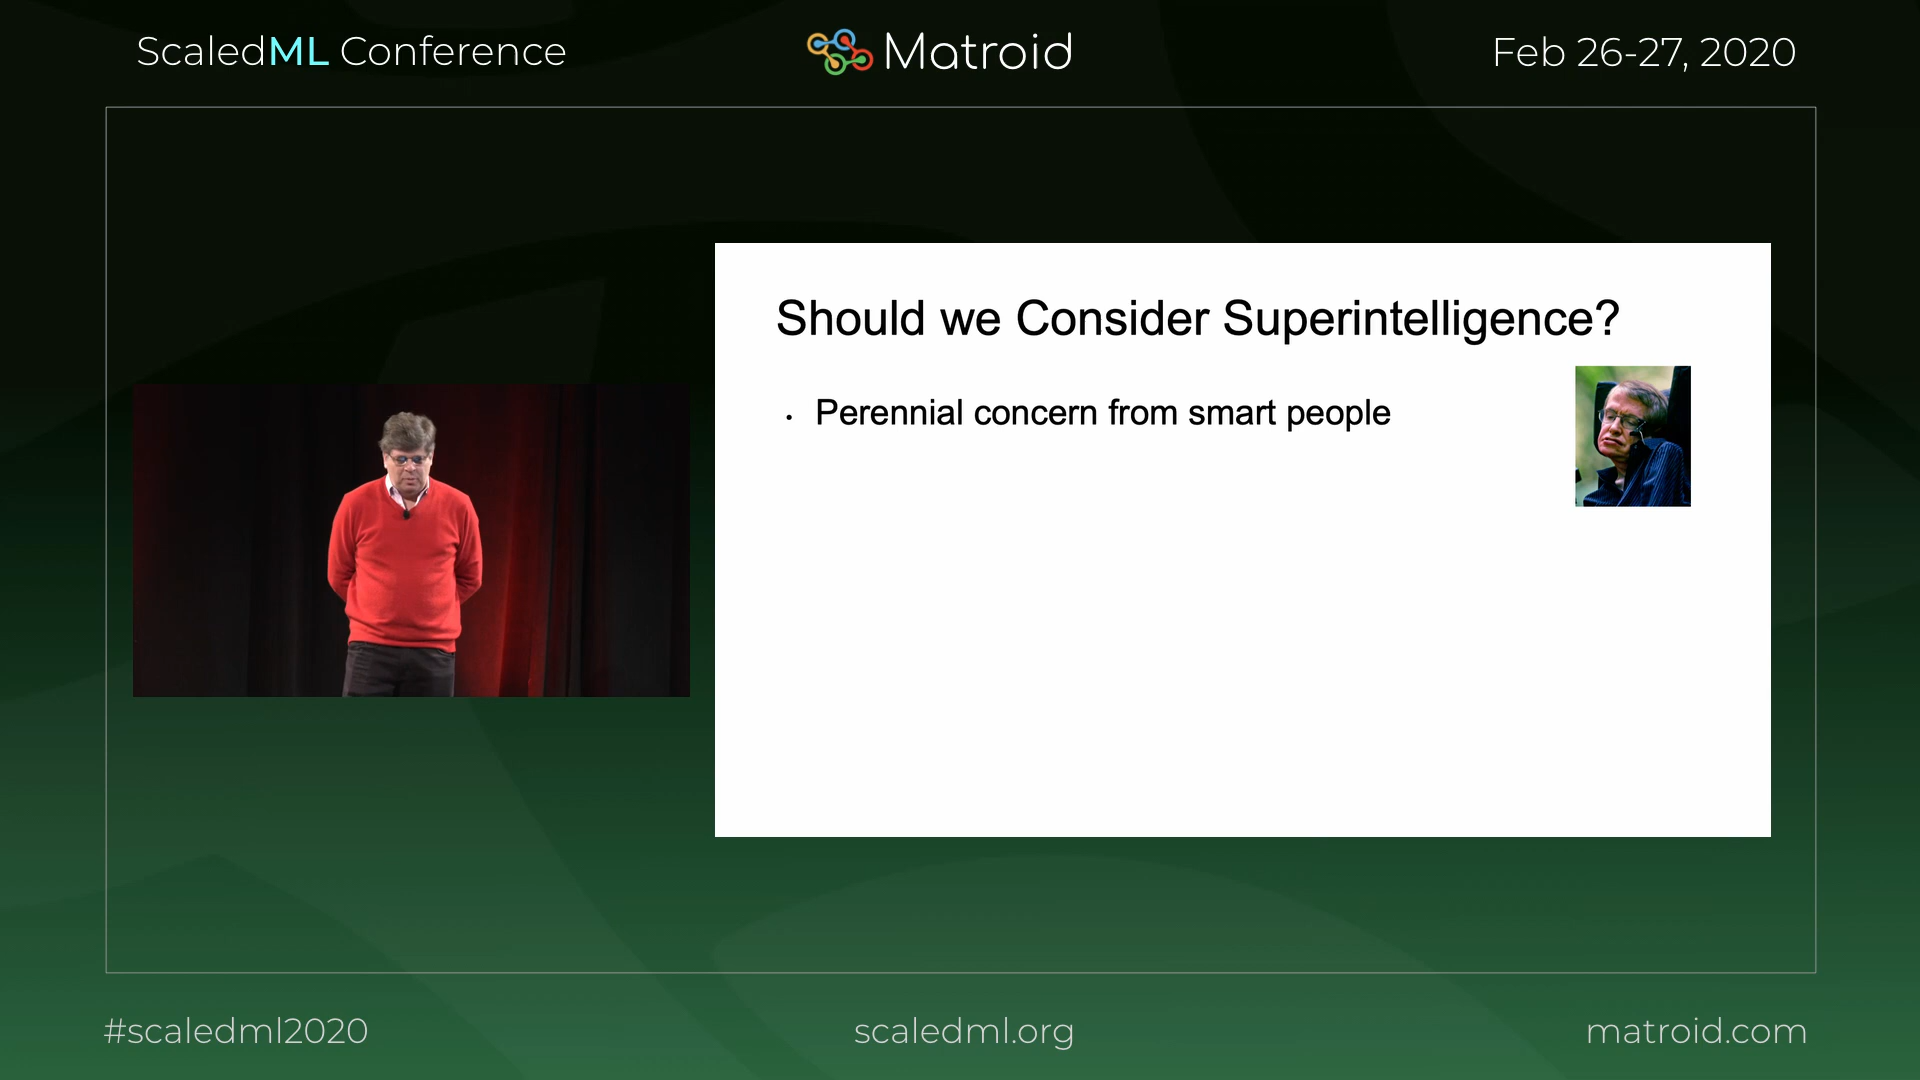 ScaledML Conference
Matroid
Feb 26-27, 2020
Should we Consider Superintelligence?
• Perennial concern from smart people
#scaledml2020
scaledml.org
matroid.com